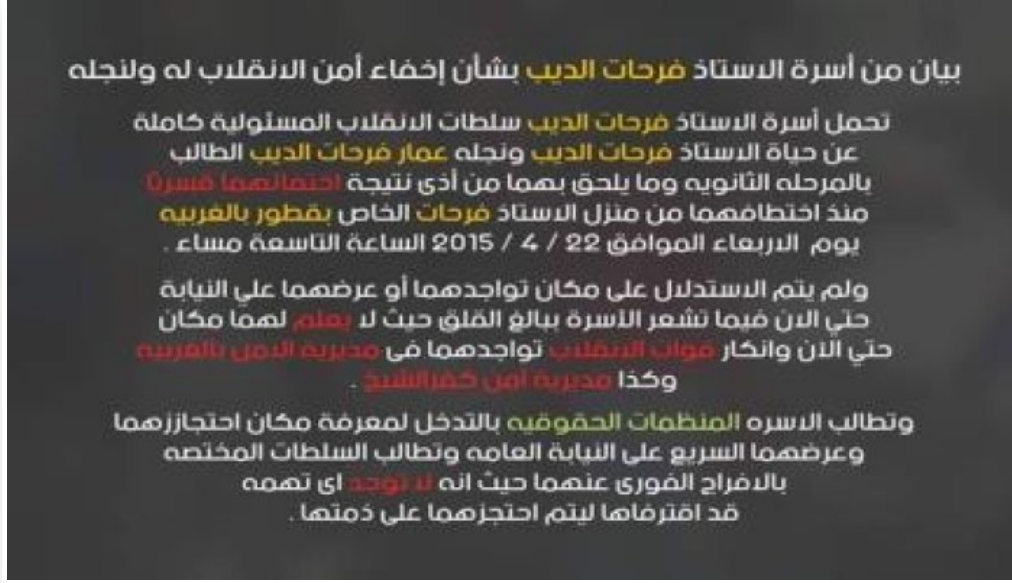 بيان من أسرة الاستاذ فرحات الديب بشأن إخفاء أمن الانقلاب له ولنجله
تحمل أسرة الاستاذ فرحات الديب سلطات الانقلاب المسئولية كاملة
عن حياة الاستاذ فرحات الديب ونجله عمار فرحات الديب الطالب
بالمرحله الثانويه وما يلحق بهما من أذى نتيجة اختفائهما قسريًا
منذ اختطافهما من منزل الاستاذ فرحات الخاص بقطور بالغربيه
يوم الاربعاء الموافق 22 / 4 / 2015 الساعة التاسعة مساء .
ولم يتم الاستدلال على مكان تواجدهما أو عرضهما علي النيابة
حتي الان فيما تشعر الأسرة ببالغ القلق حيث لا يعلم لهما مكان
حتي الآن وانكار قوات الانقلاب تواجدهما فى مديرية الامن بالغربيه
وكذا مديرية امن كفرالشيخ .
وتطالب الاسره المنظمات الحقوقيه بالتدخل لمعرفة مكان احتجاززهما
وعرضهما السريع على النيابة العامه وتطالب السلطات المختصه
بالافراج الفورى عنهما حيث انه لا توجد اى تهمه
قد اقترفاها ليتم احتجزهما على ذمتها .